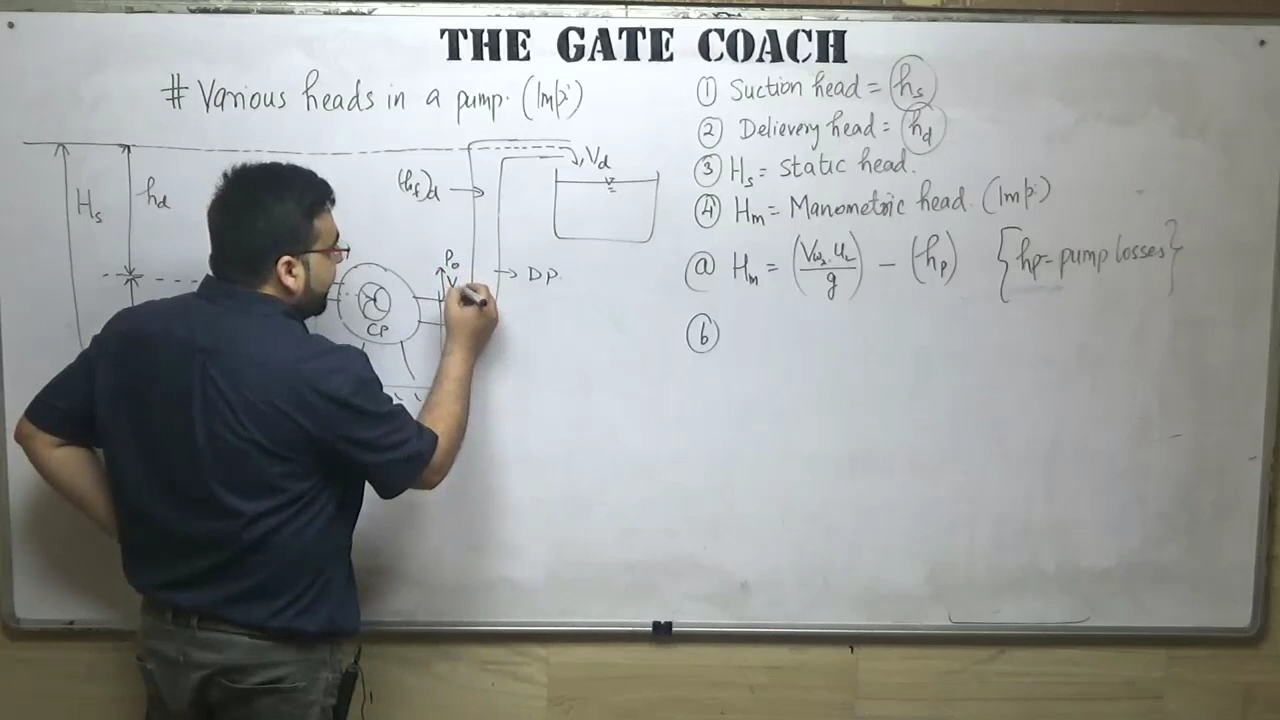 THE GATE COACH
# Various heads in a pump. (Imp:)
Hs
hd
(hf)d
Vd
D P.
Po
V
CP
① Suction head = hs
② Delievery head = hd
③ Hs = static head.
④ Hm = Manometric head. (Imp:)
ⓐ Hm = (Vw2.u2/g) - (hp) {hp = pump losses}
ⓑ